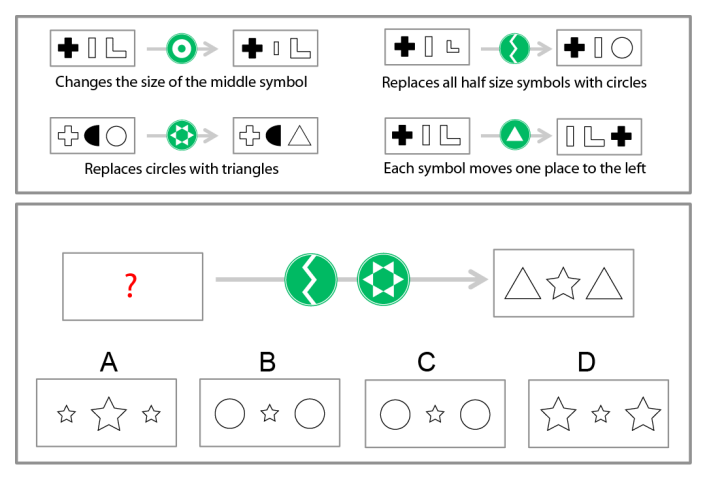 Changes the size of the middle symbol
Replaces all half size symbols with circles
Replaces circles with triangles
Each symbol moves one place to the left
?
A
B
C
D